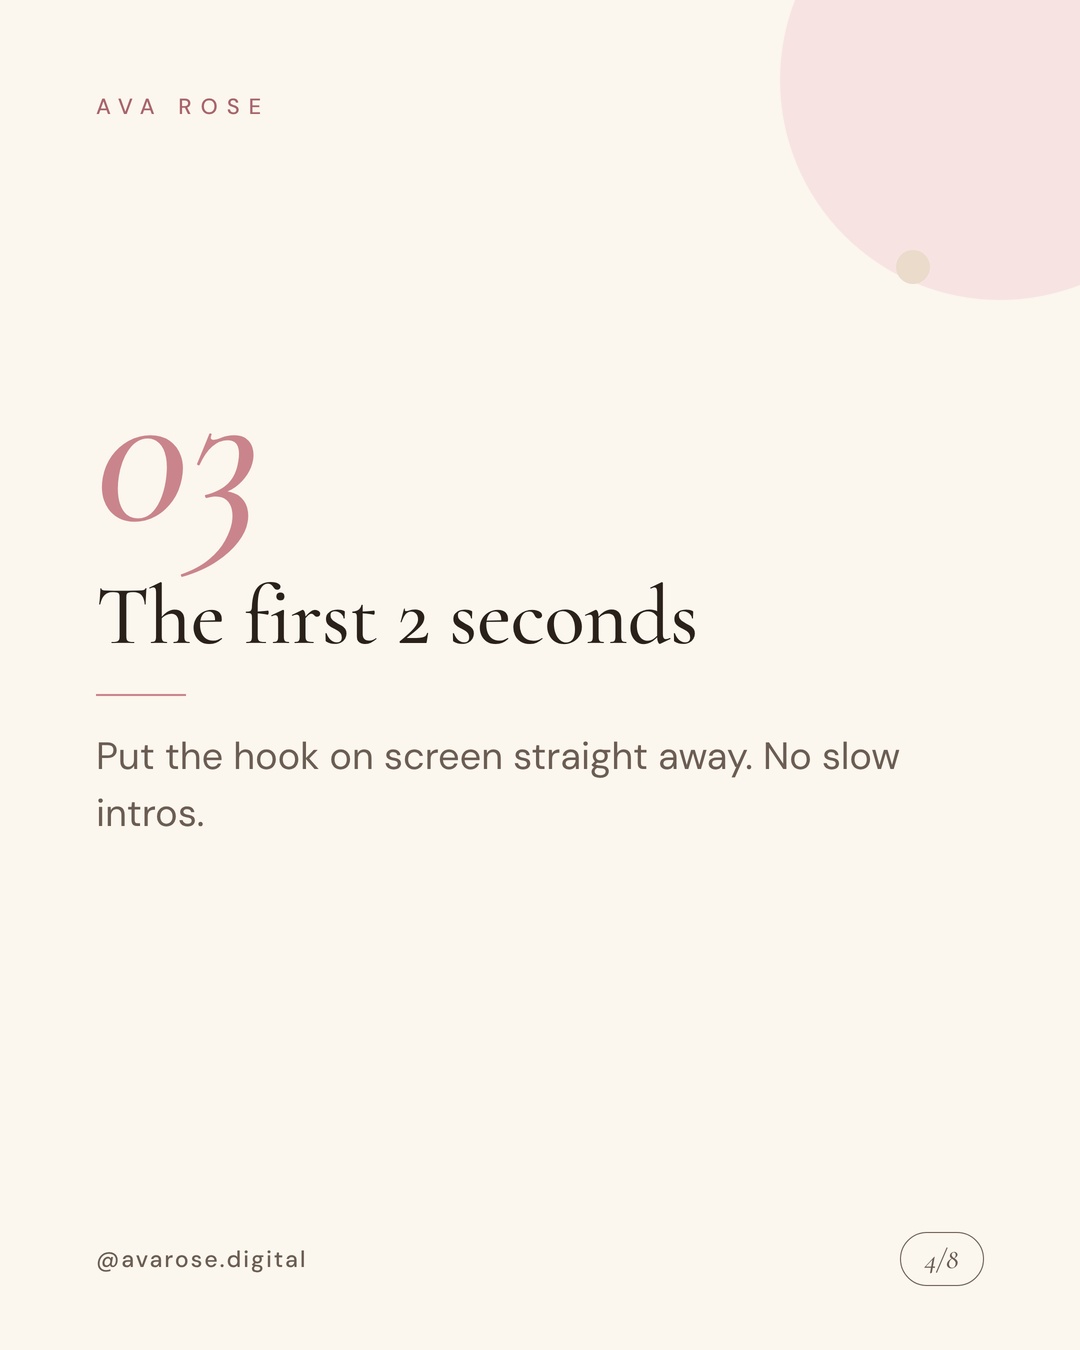 AVA ROSE
03
The first 2 seconds
Put the hook on screen straight away. No slow
intros.
@avarose.digital
4/8